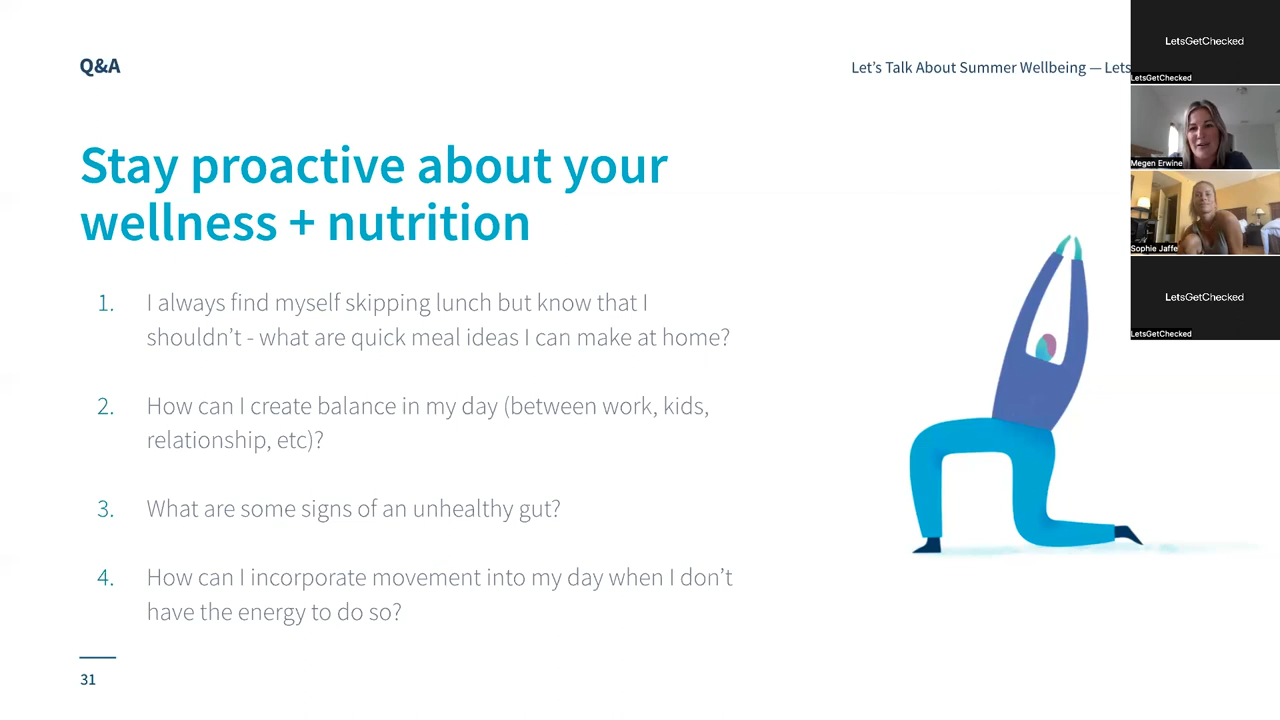 Q&A
Let’s Talk About Summer Wellbeing — Lets
Stay proactive about your
wellness + nutrition
1. I always find myself skipping lunch but know that I
shouldn’t - what are quick meal ideas I can make at home?
2. How can I create balance in my day (between work, kids,
relationship, etc)?
3. What are some signs of an unhealthy gut?
4. How can I incorporate movement into my day when I don’t
have the energy to do so?
31
LetsGetChecked
LetsGetChecked
Megen Erwine
Sophie Jaffe
LetsGetChecked
LetsGetChecked